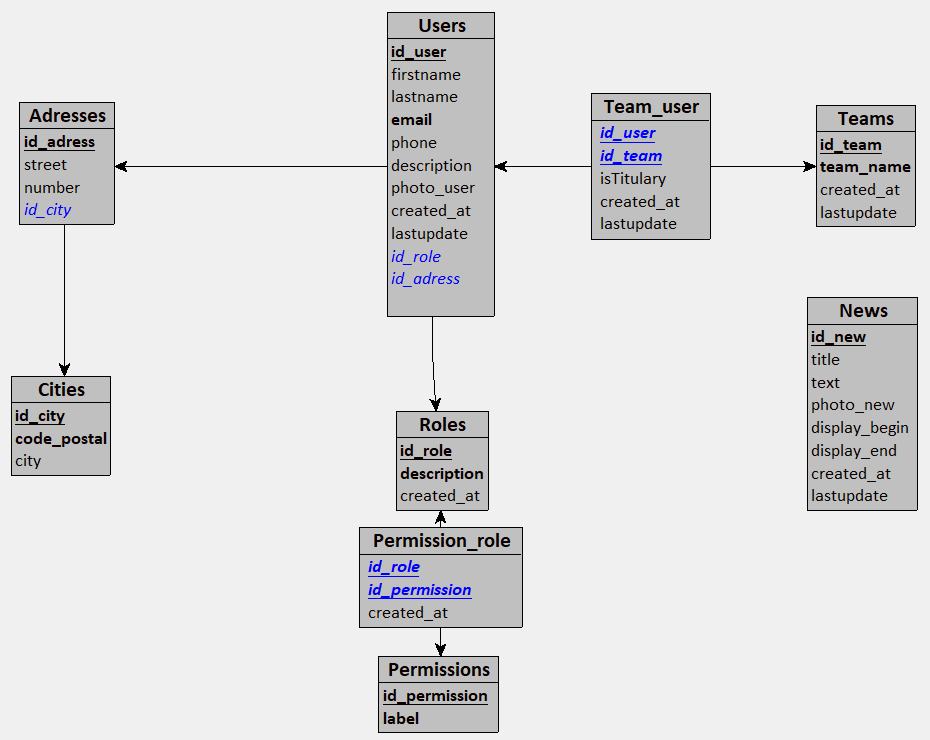 Users
id_user
firstname
lastname
email
phone
description
photo_user
created_at
lastupdate
id_role
id_adress
Adresses
id_adress
street
number
id_city
Team_user
id_user
id_team
isTitulary
created_at
lastupdate
Teams
id_team
team_name
created_at
lastupdate
News
id_new
title
text
photo_new
display_begin
display_end
created_at
lastupdate
Cities
id_city
code_postal
city
Roles
id_role
description
created_at
Permission_role
id_role
id_permission
created_at
Permissions
id_permission
label